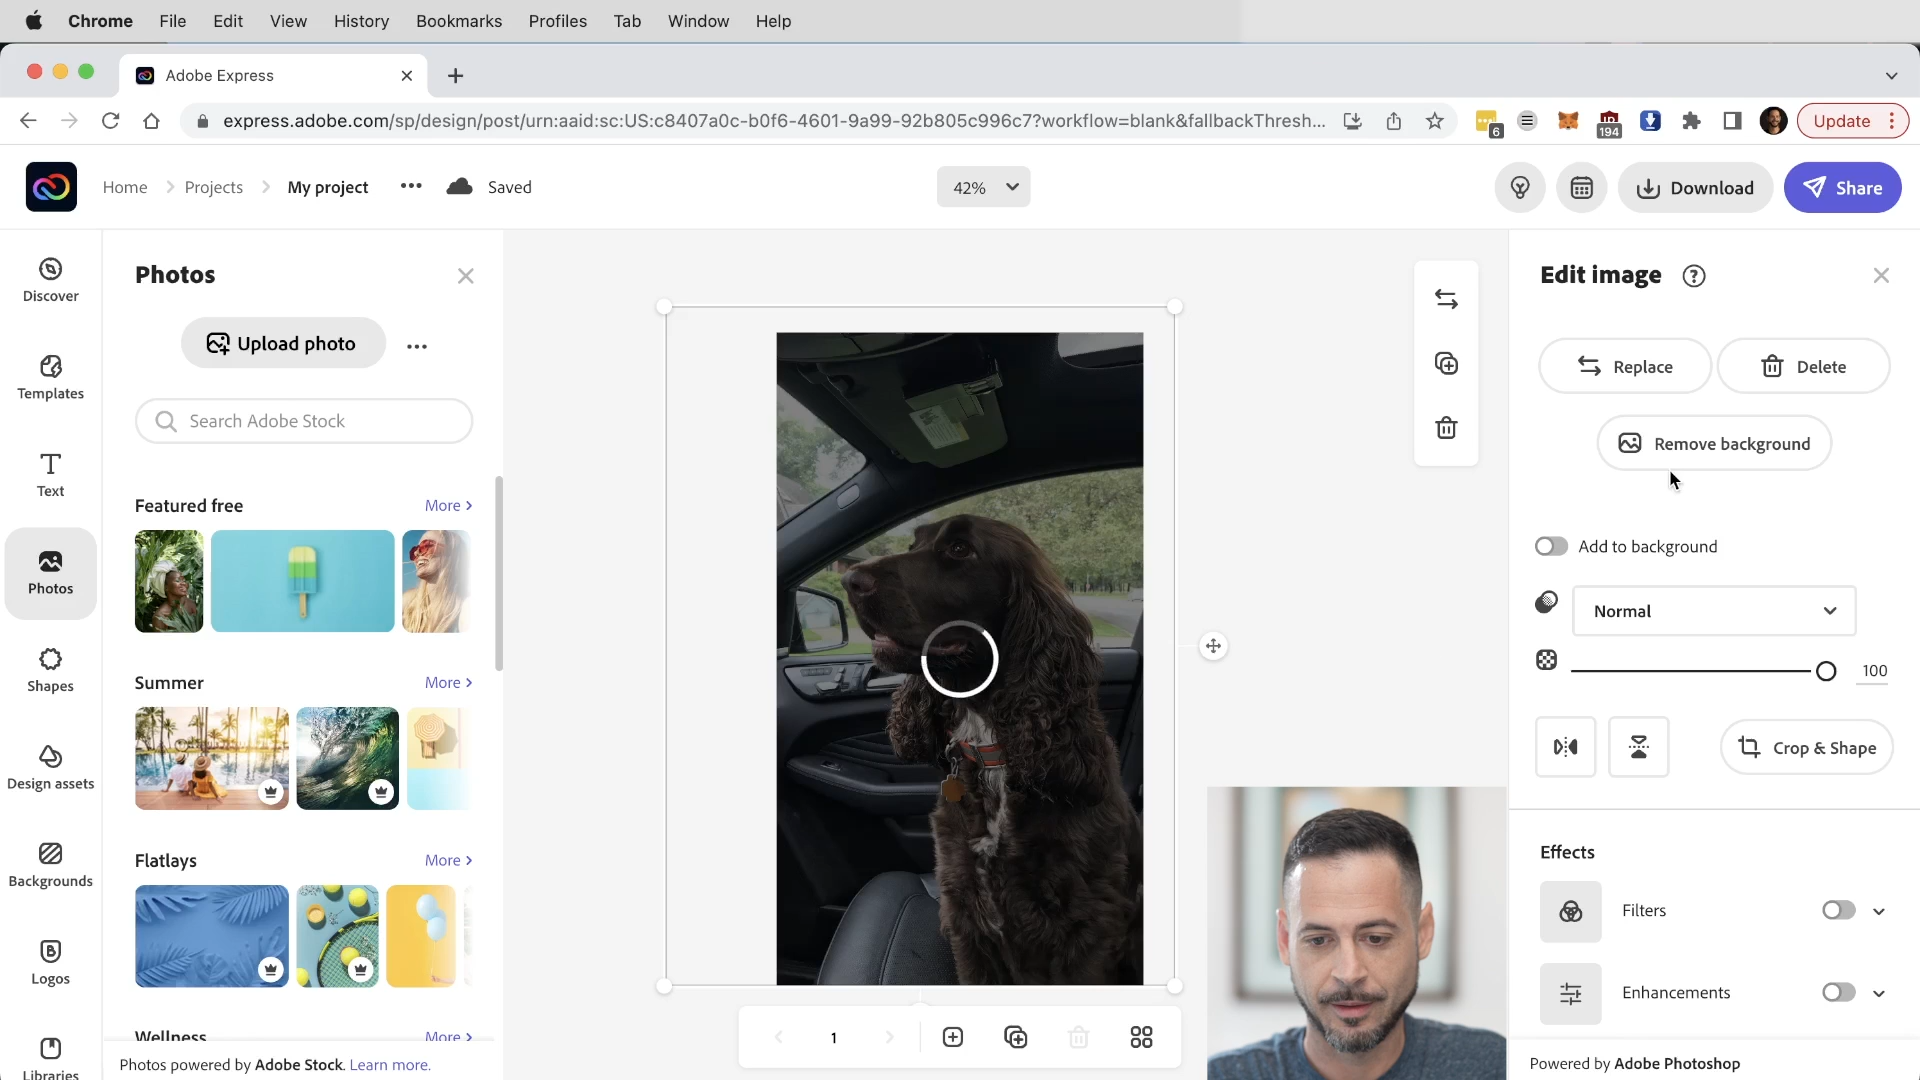 Chrome File Edit View History Bookmarks Profiles Tab Window Help
Adobe Express
express.adobe.com/sp/design/post/urn:aaid:sc:US:c8407a0c-b0f6-4601-9a99-92b805c996c7?workflow=blank&fallbackThresh...
6
194
Update
Home Projects My project ... Saved
42%
Download
Share
Discover
Templates
Text
Photos
Shapes
Design assets
Backgrounds
Logos
Libraries
Photos
Upload photo
Search Adobe Stock
Featured free More >
Summer More >
Flatlays More >
Wellness More >
Photos powered by Adobe Stock. Learn more.
1
Edit image ?
Replace
Delete
Remove background
Add to background
Normal
100
Crop & Shape
Effects
Filters
Enhancements
Powered by Adobe Photoshop